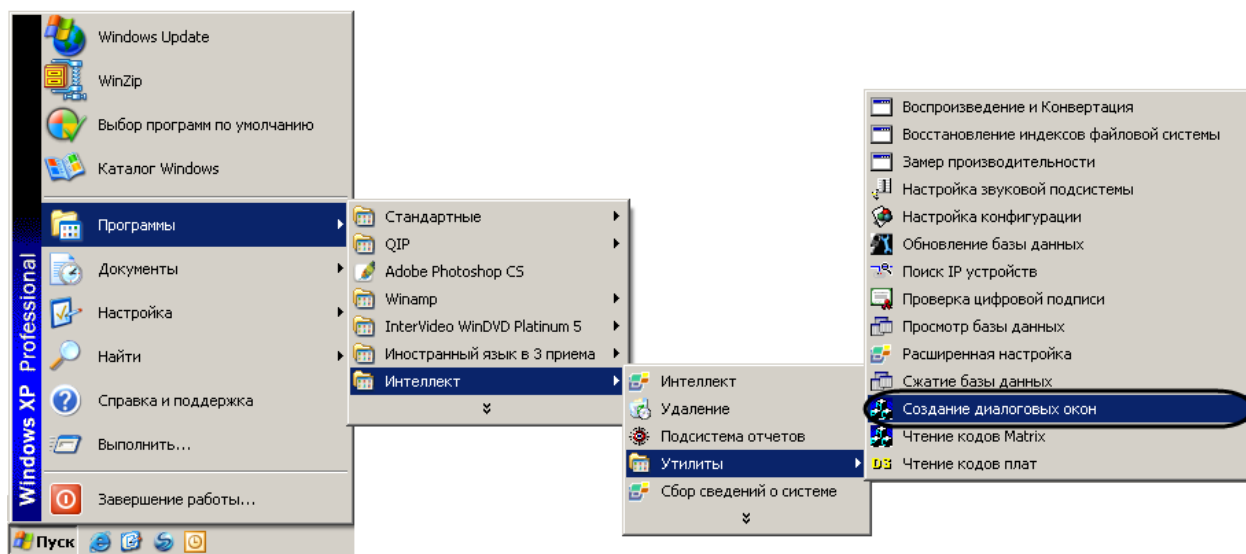 Windows XP Professional
Windows Update
WinZip
Выбор программ по умолчанию
Каталог Windows
Программы
Документы
Настройка
Найти
Справка и поддержка
Выполнить...
Завершение работы...
Пуск
Стандартные
QIP
Adobe Photoshop CS
Winamp
InterVideo WinDVD Platinum 5
Иностранный язык в 3 приема
Интеллект
Интеллект
Удаление
Подсистема отчетов
Утилиты
Сбор сведений о системе
Воспроизведение и Конвертация
Восстановление индексов файловой системы
Замер производительности
Настройка звуковой подсистемы
Настройка конфигурации
Обновление базы данных
Поиск IP устройств
Проверка цифровой подписи
Просмотр базы данных
Расширенная настройка
Сжатие базы данных
Создание диалоговых окон
Чтение кодов Matrix
D3 Чтение кодов плат